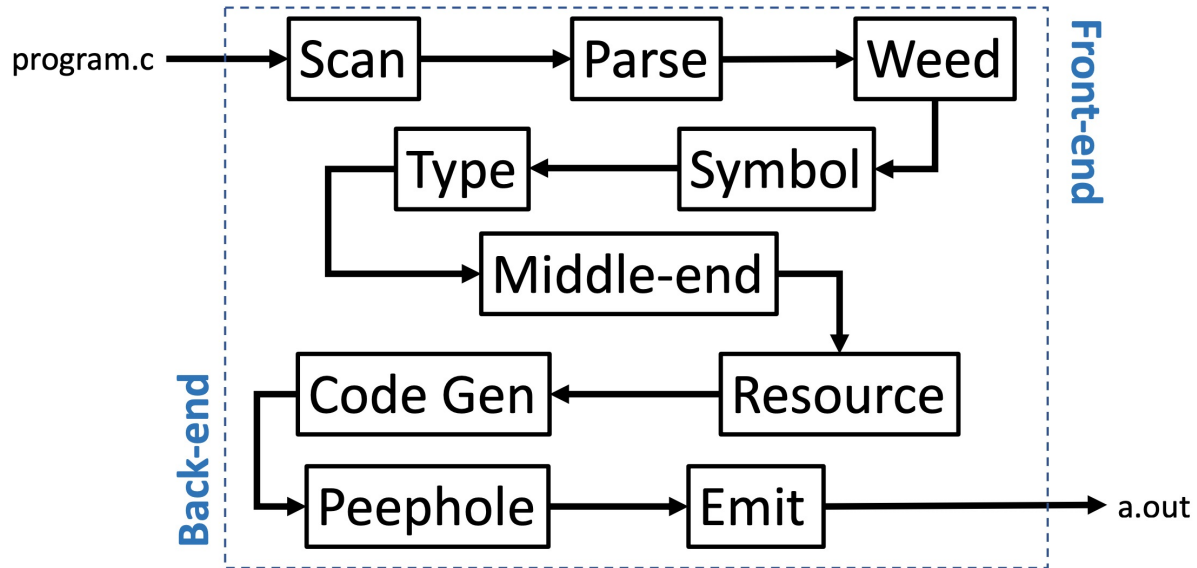 program.c
Scan
Parse
Weed
Front-end
Type
Symbol
Middle-end
Back-end
Code Gen
Resource
Peephole
Emit
a.out